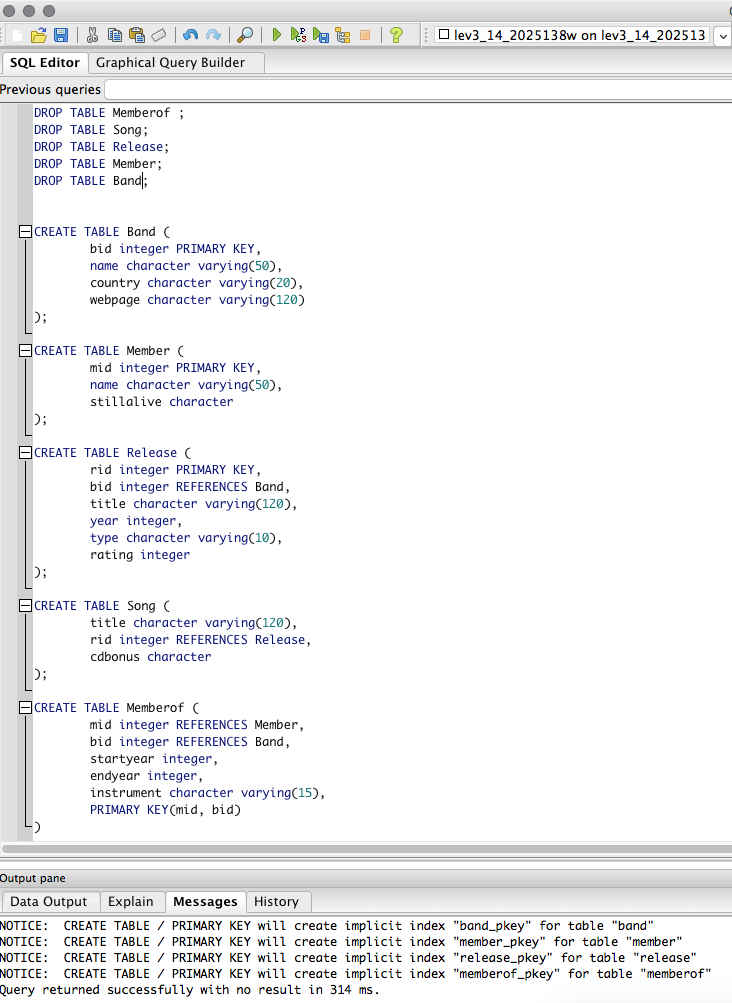 lev3_14_2025138w on lev3_14_202513
SQL Editor
Graphical Query Builder
Previous queries
DROP TABLE Memberof ;
DROP TABLE Song;
DROP TABLE Release;
DROP TABLE Member;
DROP TABLE Band;
CREATE TABLE Band (
bid integer PRIMARY KEY,
name character varying(50),
country character varying(20),
webpage character varying(120)
);
CREATE TABLE Member (
mid integer PRIMARY KEY,
name character varying(50),
stillalive character
);
CREATE TABLE Release (
rid integer PRIMARY KEY,
bid integer REFERENCES Band,
title character varying(120),
year integer,
type character varying(10),
rating integer
);
CREATE TABLE Song (
title character varying(120),
rid integer REFERENCES Release,
cdbonus character
);
CREATE TABLE Memberof (
mid integer REFERENCES Member,
bid integer REFERENCES Band,
startyear integer,
endyear integer,
instrument character varying(15),
PRIMARY KEY(mid, bid)
)
Output pane
Data Output
Explain
Messages
History
NOTICE:  CREATE TABLE / PRIMARY KEY will create implicit index "band_pkey" for table "band"
NOTICE:  CREATE TABLE / PRIMARY KEY will create implicit index "member_pkey" for table "member"
NOTICE:  CREATE TABLE / PRIMARY KEY will create implicit index "release_pkey" for table "release"
NOTICE:  CREATE TABLE / PRIMARY KEY will create implicit index "memberof_pkey" for table "memberof"
Query returned successfully with no result in 314 ms.